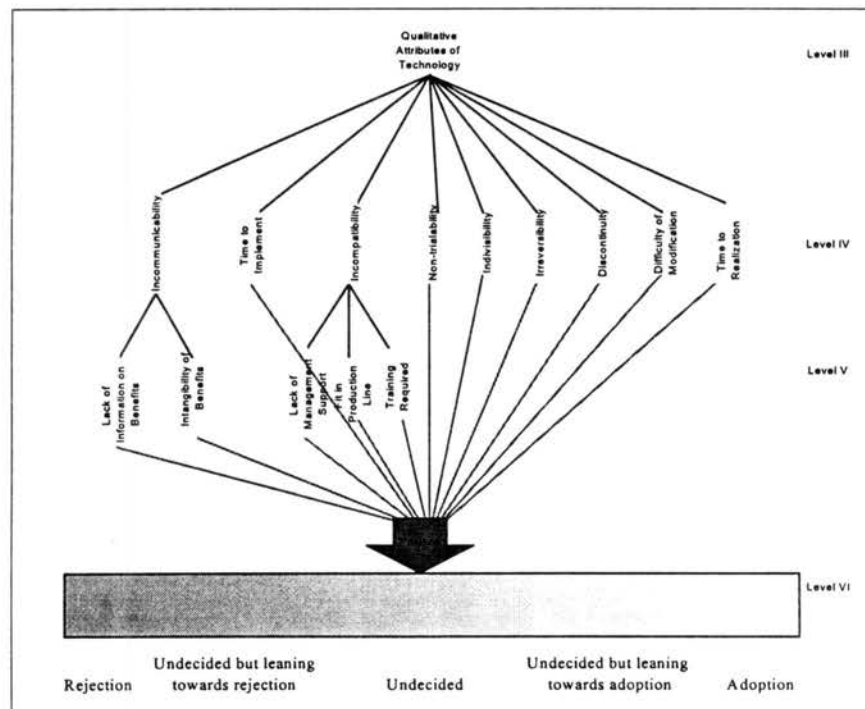 Qualitative
Attributes of
Technology
Level III
Incommunicability
Time to
Implement
Incompatibility
Non-trialability
Indivisibility
Irreversibility
Discontinuity
Difficulty of
Modification
Time to
Realization
Level IV
Lack of
Information on
Benefits
Intangibility of
Benefits
Lack of
Management
Support
Fit in
Production
Line
Training
Required
Level V
Level VI
Rejection
Undecided but leaning
towards rejection
Undecided
Undecided but leaning
towards adoption
Adoption